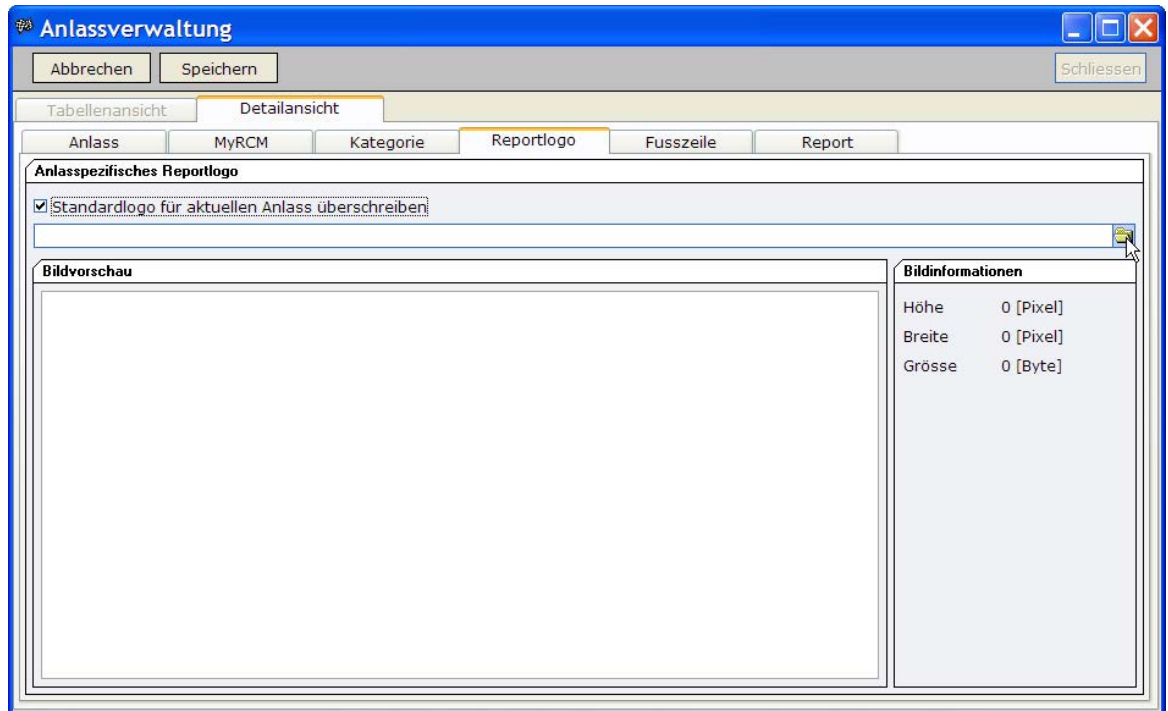 Anlassverwaltung
Abbrechen Speichern Schliessen
Tabellenansicht Detailansicht
Anlass MyRCM Kategorie Reportlogo Fusszeile Report
Anlasspezifisches Reportlogo
Standardlogo für aktuellen Anlass überschreiben
Bildvorschau Bildinformationen
Höhe 0 [Pixel]
Breite 0 [Pixel]
Grösse 0 [Byte]